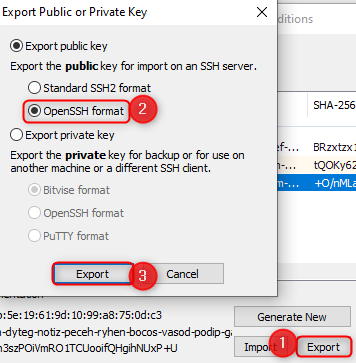 Export Public or Private Key
Export public key
Export the public key for import on an SSH server.
Standard SSH2 format
OpenSSH format
2
Export private key
Export the private key for backup or for use on
another machine or a different SSH client.
Bitvise format
OpenSSH format
PuTTY format
Export
3
Cancel
ditions
SHA-256
ef-... BRzxtzx1
m-... tQOKy62
-... +O/nMLa
:5e:19:61:9d:10:99:a8:75:0d:c3
n-dyteg-notiz-peceh-ryhen-bocos-vasod-podip-ga
n3szPOiVmRO1TCUooifQHgihNUxP+U
Generate New
Import
1
Export